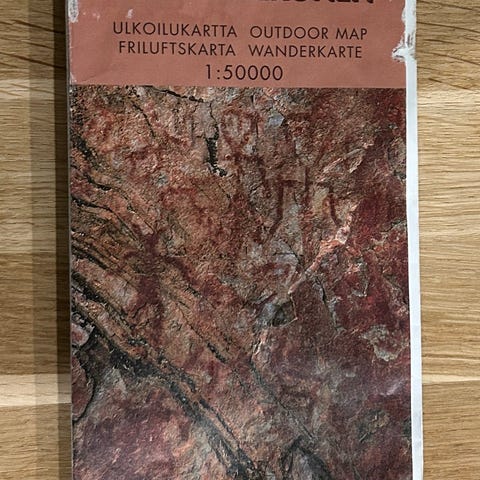 ULKOILUKARTTA OUTDOOR MAP
FRILUFTSKARTA WANDERKARTE
1:50000